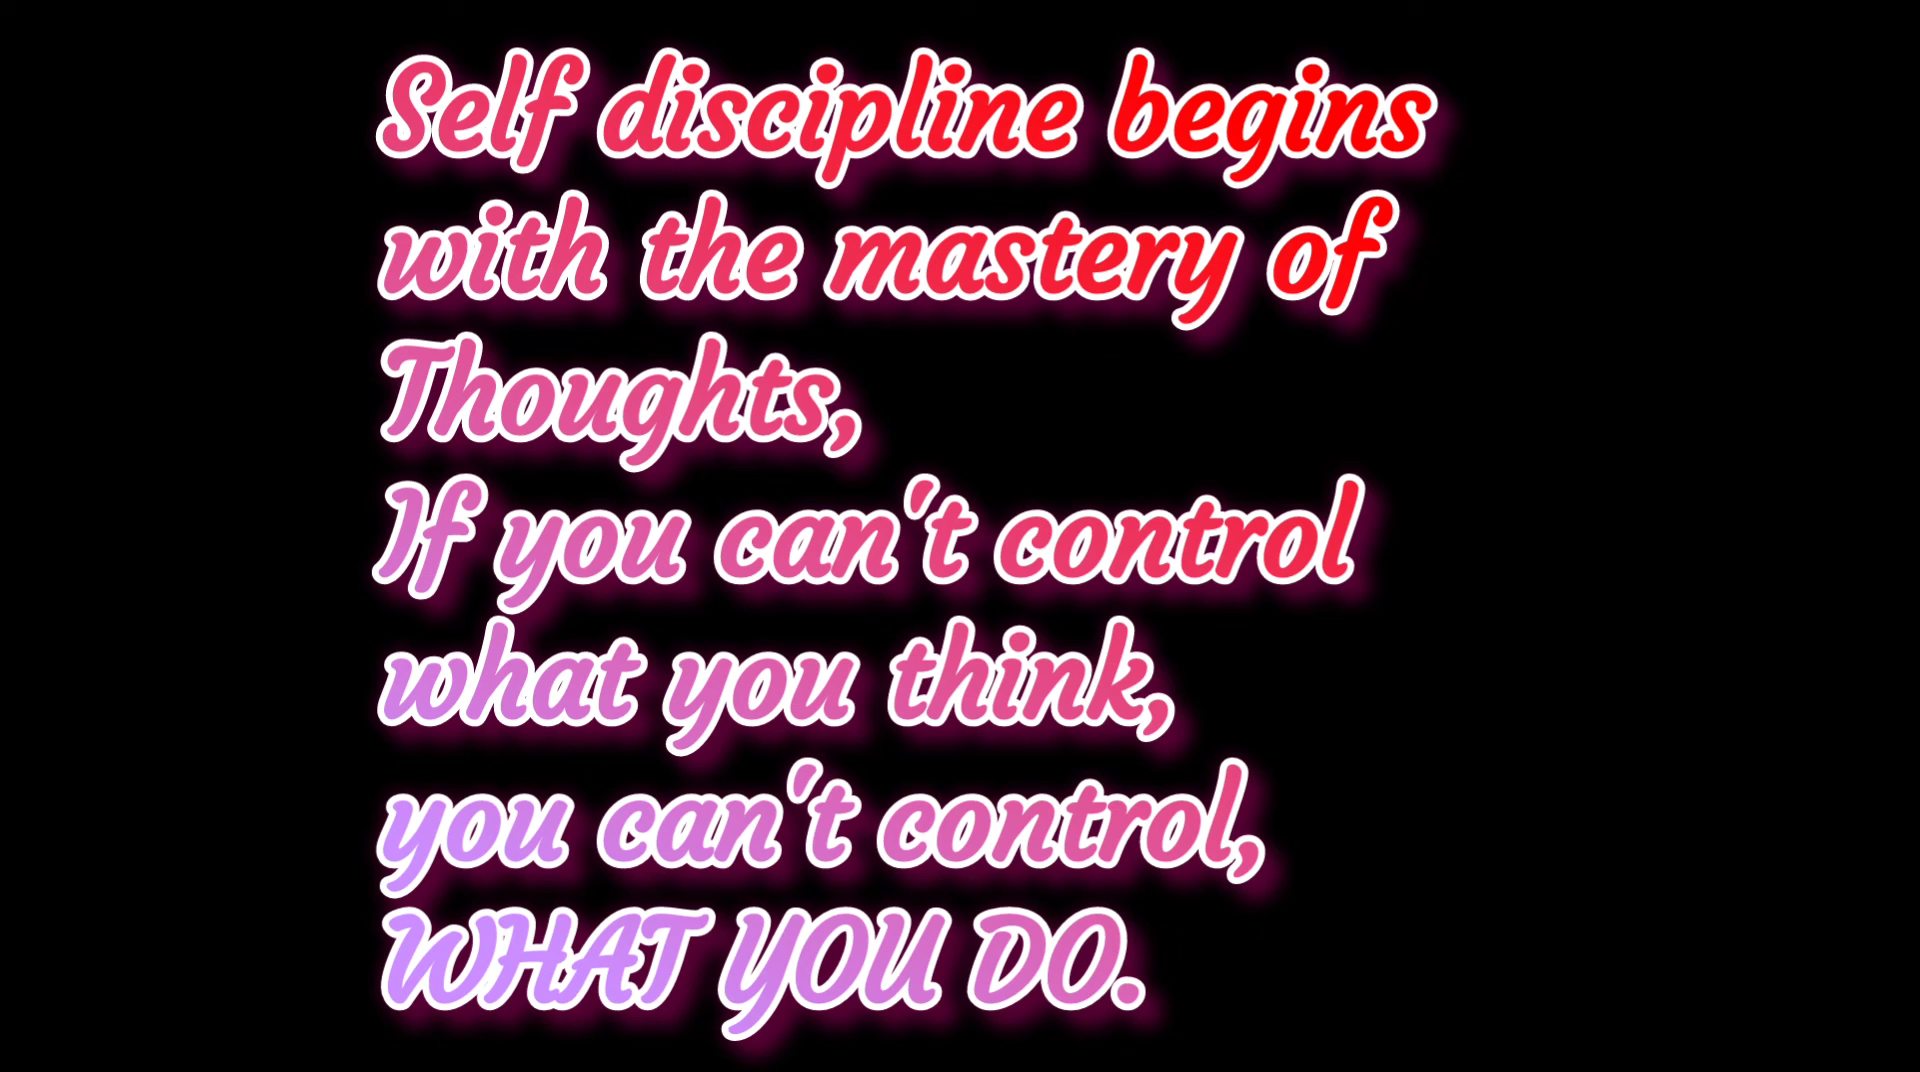 Self discipline begins
with the mastery of
Thoughts,
If you can't control
what you think,
you can't control,
WHAT YOU DO.